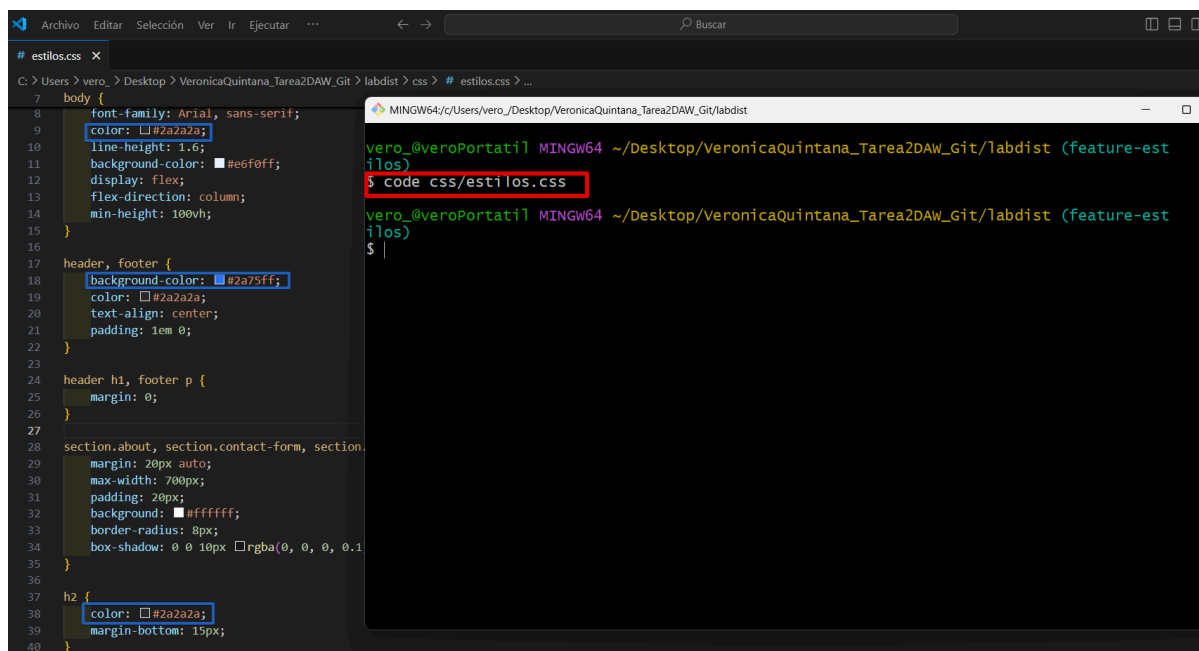 Archivo Editar Selección Ver Ir Ejecutar ··· ← → Buscar
# estilos.css ×
C: > Users > vero_ > Desktop > VeronicaQuintana_Tarea2DAW_Git > labdist > css > # estilos.css > ...
7 body {
8 font-family: Arial, sans-serif;
9 color: #2a2a2a;
10 line-height: 1.6;
11 background-color: #e6f0ff;
12 display: flex;
13 flex-direction: column;
14 min-height: 100vh;
15 }
16
17 header, footer {
18 background-color: #2a75ff;
19 color: #2a2a2a;
20 text-align: center;
21 padding: 1em 0;
22 }
23
24 header h1, footer p {
25 margin: 0;
26 }
27
28 section.about, section.contact-form, section.
29 margin: 20px auto;
30 max-width: 700px;
31 padding: 20px;
32 background: #ffffff;
33 border-radius: 8px;
34 box-shadow: 0 0 10px rgba(0, 0, 0, 0.1
35 }
36
37 h2 {
38 color: #2a2a2a;
39 margin-bottom: 15px;
40 }
MINGW64:/c/Users/vero_/Desktop/VeronicaQuintana_Tarea2DAW_Git/labdist
vero_@veroPortatil MINGW64 ~/Desktop/VeronicaQuintana_Tarea2DAW_Git/labdist (feature-est
ilos)
$ code css/estilos.css
vero_@veroPortatil MINGW64 ~/Desktop/VeronicaQuintana_Tarea2DAW_Git/labdist (feature-est
ilos)
$